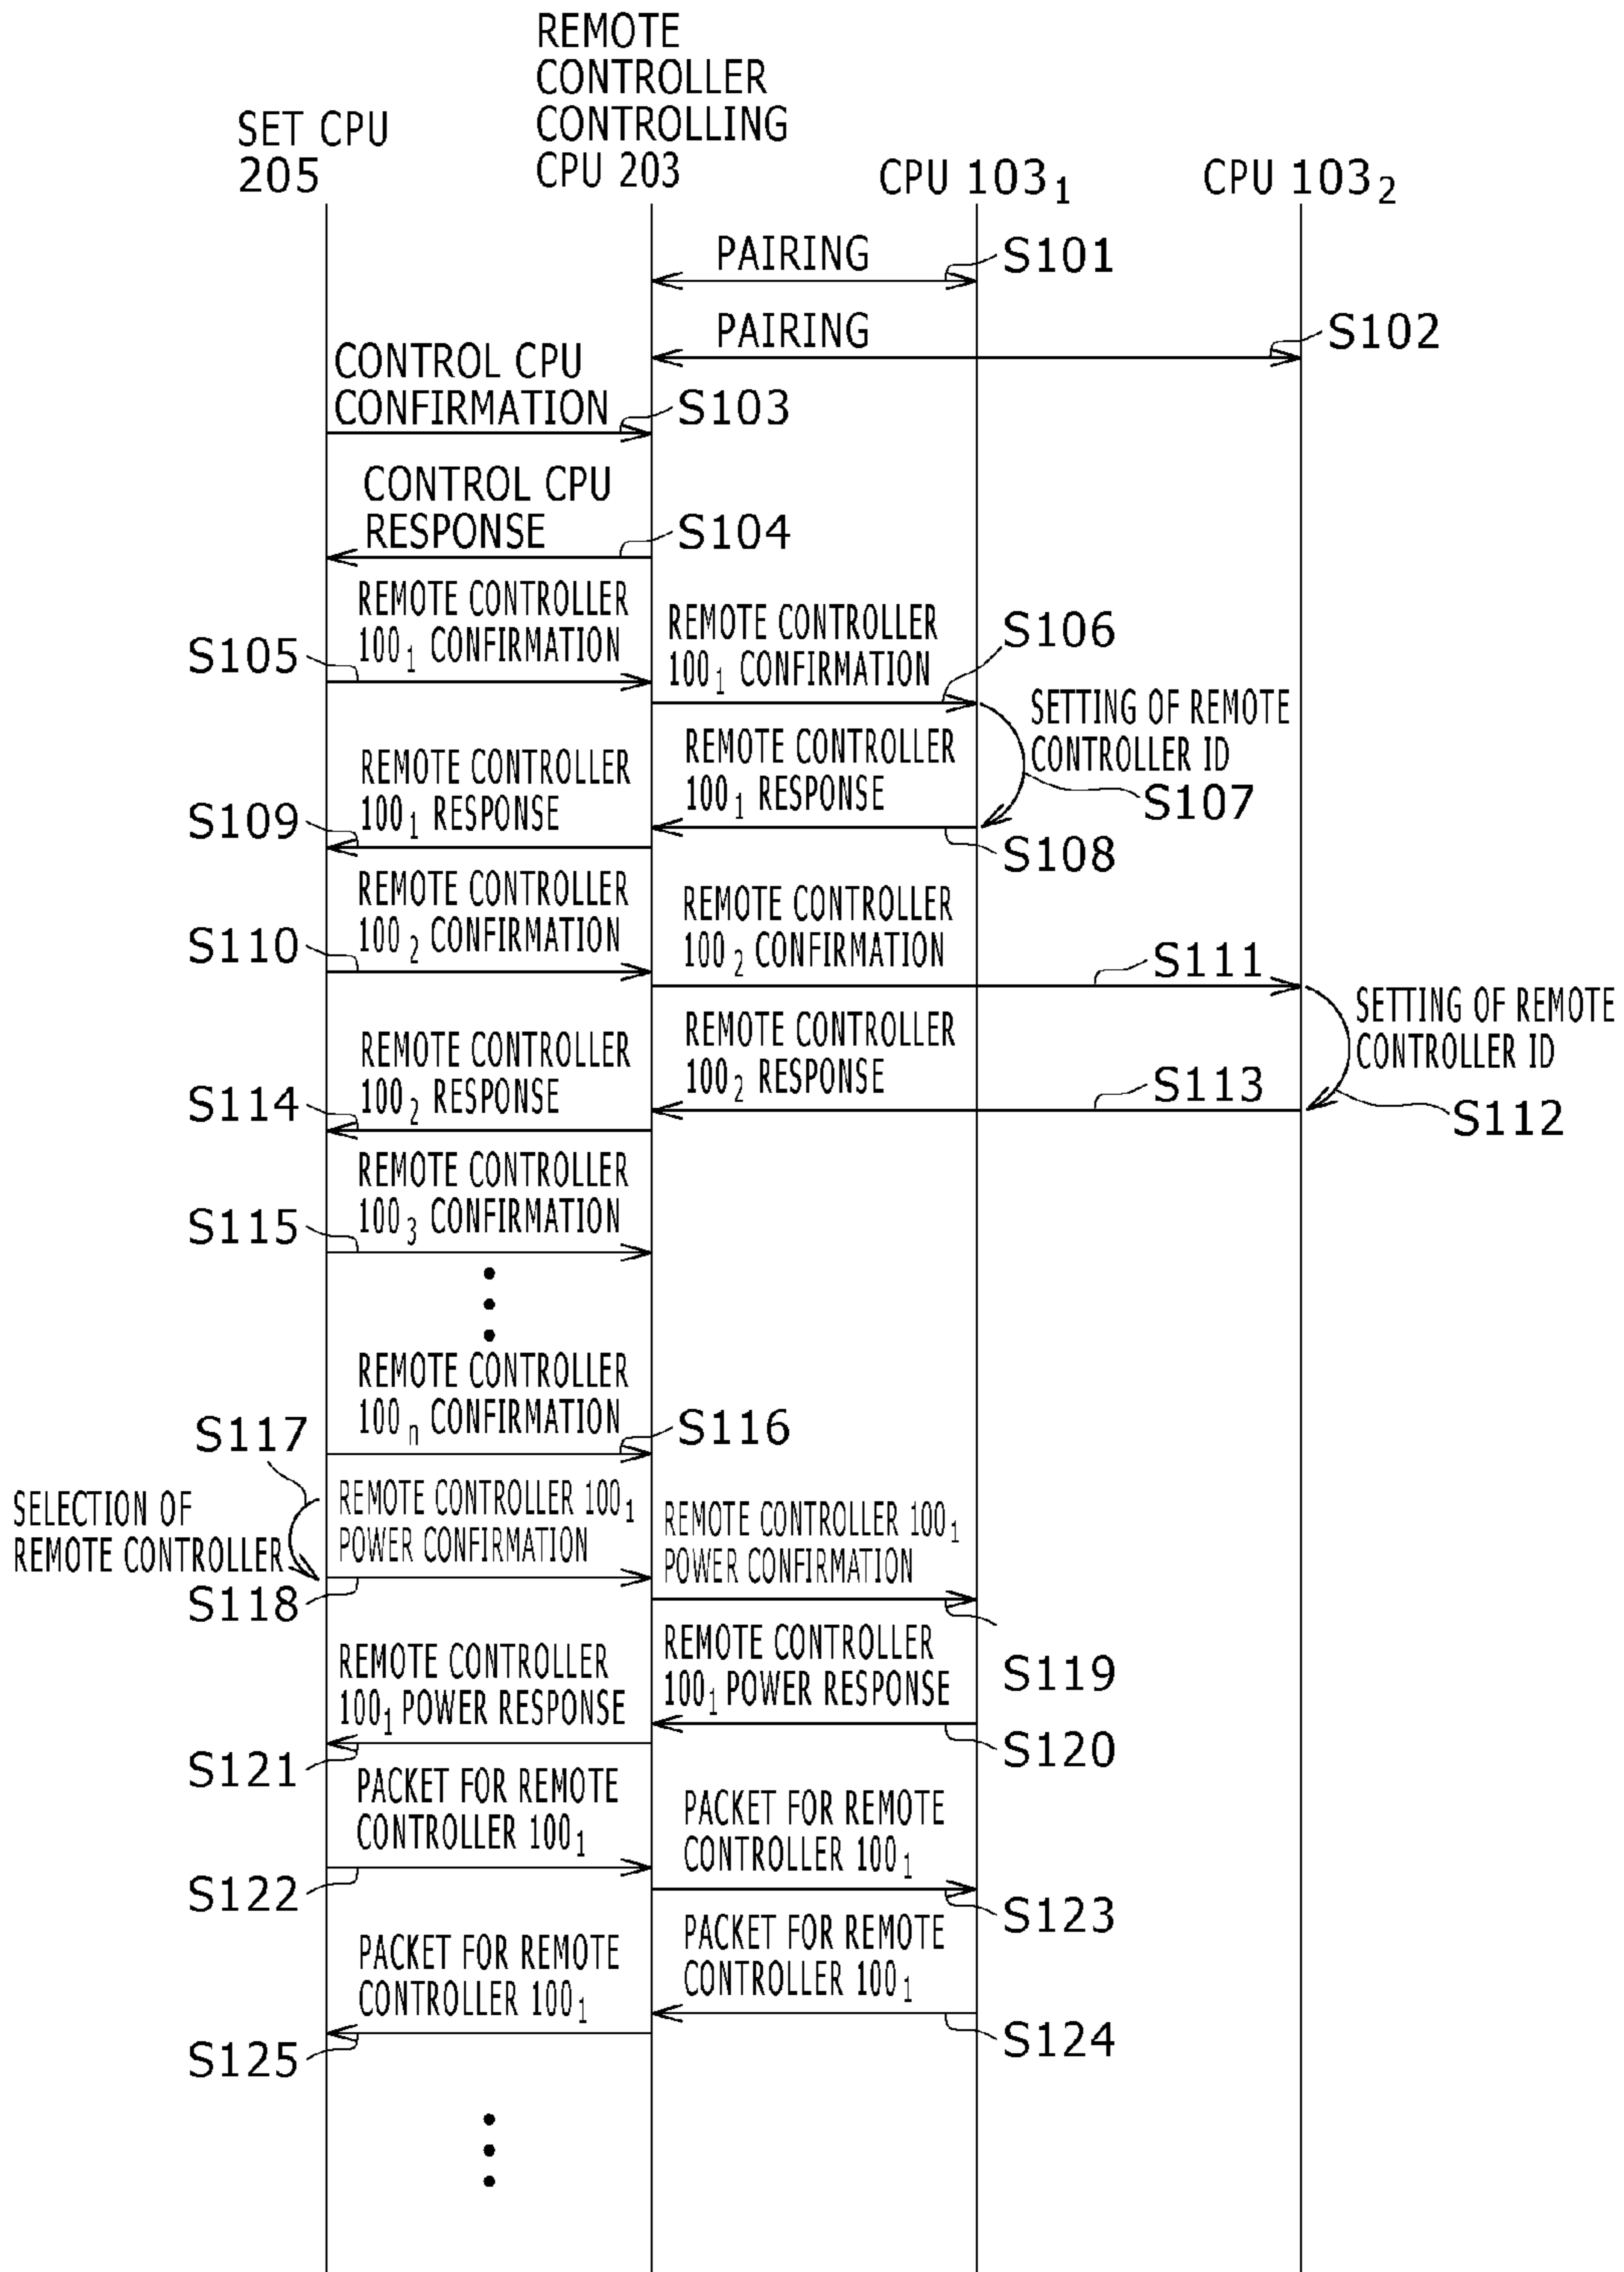 REMOTE
CONTROLLER
CONTROLLING
CPU 203
SET CPU
205
CPU 103₁
CPU 103₂
PAIRING
S101
PAIRING
S102
CONTROL CPU
CONFIRMATION
S103
CONTROL CPU
RESPONSE
S104
REMOTE CONTROLLER
100₁ CONFIRMATION
S105
REMOTE CONTROLLER
100₁ CONFIRMATION
S106
SETTING OF REMOTE
CONTROLLER ID
S107
REMOTE CONTROLLER
100₁ RESPONSE
S108
REMOTE CONTROLLER
100₁ RESPONSE
S109
REMOTE CONTROLLER
100₂ CONFIRMATION
S110
REMOTE CONTROLLER
100₂ CONFIRMATION
S111
SETTING OF REMOTE
CONTROLLER ID
S112
REMOTE CONTROLLER
100₂ RESPONSE
S113
REMOTE CONTROLLER
100₂ RESPONSE
S114
REMOTE CONTROLLER
100₃ CONFIRMATION
S115
REMOTE CONTROLLER
100ₙ CONFIRMATION
S116
S117
SELECTION OF
REMOTE CONTROLLER
REMOTE CONTROLLER 100₁
POWER CONFIRMATION
S118
REMOTE CONTROLLER 100₁
POWER CONFIRMATION
S119
REMOTE CONTROLLER
100₁ POWER RESPONSE
S120
REMOTE CONTROLLER
100₁ POWER RESPONSE
S121
PACKET FOR REMOTE
CONTROLLER 100₁
S122
PACKET FOR REMOTE
CONTROLLER 100₁
S123
PACKET FOR REMOTE
CONTROLLER 100₁
S124
PACKET FOR REMOTE
CONTROLLER 100₁
S125